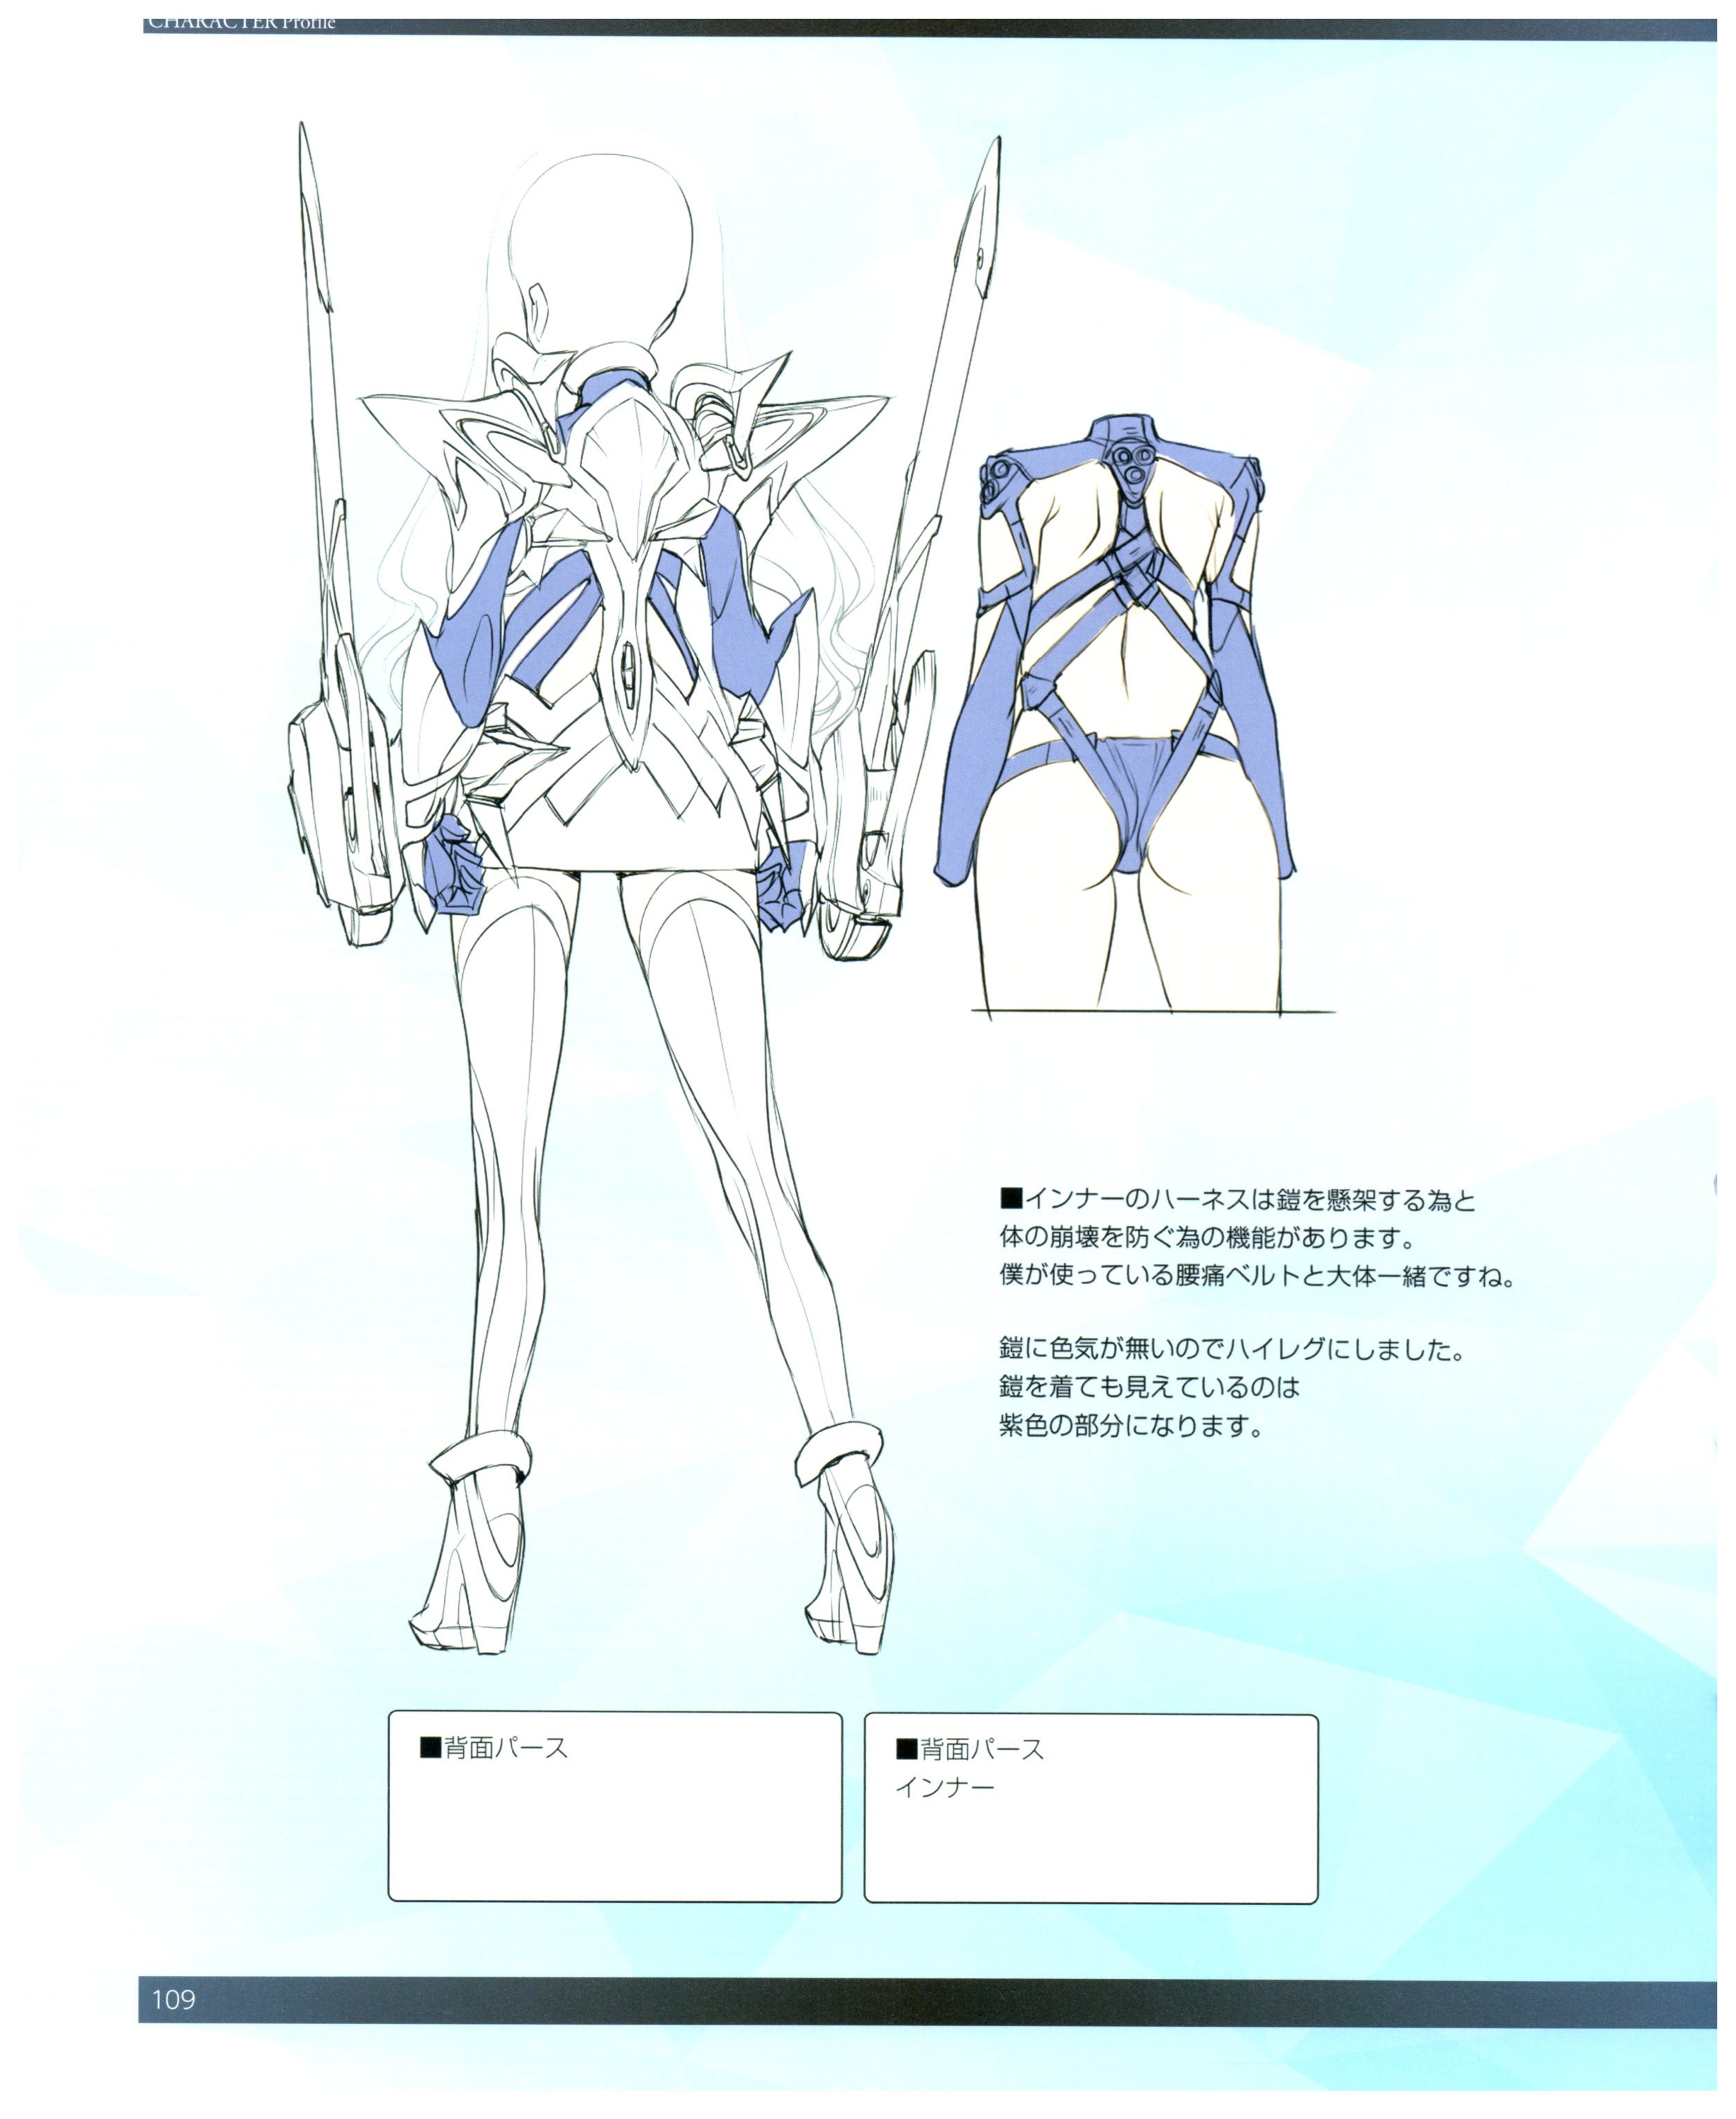 CHARACTER Profile
■インナーのハーネスは鎧を懸架する為と
体の崩壊を防ぐ為の機能があります。
僕が使っている腰痛ベルトと大体一緒ですね。
鎧に色気が無いのでハイレグにしました。
鎧を着ても見えているのは
紫色の部分になります。
■背面パース
■背面パース
インナー
109